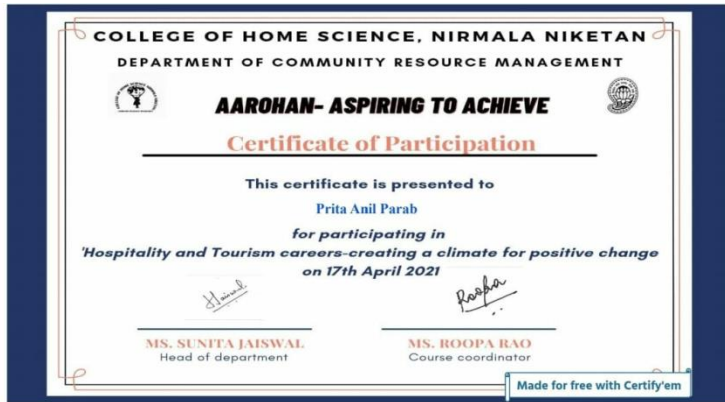 COLLEGE OF HOME SCIENCE, NIRMALA NIKETAN
DEPARTMENT OF COMMUNITY RESOURCE MANAGEMENT
AAROHAN- ASPIRING TO ACHIEVE
Certificate of Participation
This certificate is presented to
Prita Anil Parab
for participating in
'Hospitality and Tourism careers-creating a climate for positive change
on 17th April 2021
Roopa
MS. SUNITA JAISWAL
MS. ROOPA RAO
Head of department
Course coordinator
Made for free with Certify'em